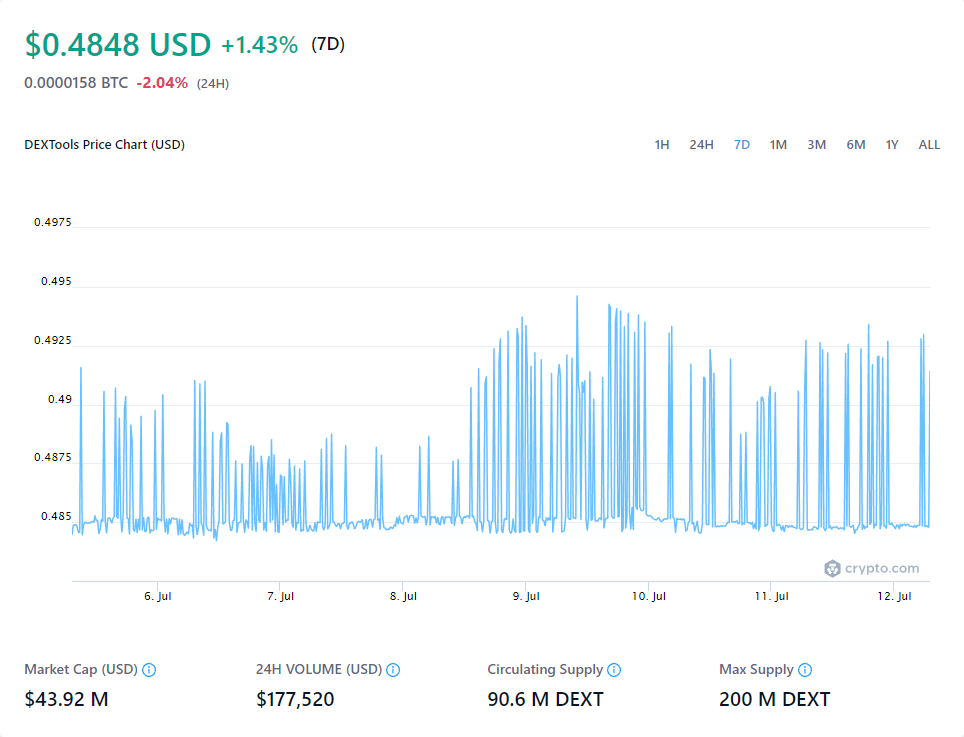 $0.4848 USD +1.43% (7D)
0.0000158 BTC -2.04% (24H)
DEXTools Price Chart (USD)
1H 24H 7D 1M 3M 6M 1Y ALL
0.4975
0.495
0.4925
0.49
0.4875
0.485
crypto.com
6. Jul 7. Jul 8. Jul 9. Jul 10. Jul 11. Jul 12. Jul
Market Cap (USD) 24H VOLUME (USD) Circulating Supply Max Supply
$43.92 M $177,520 90.6 M DEXT 200 M DEXT